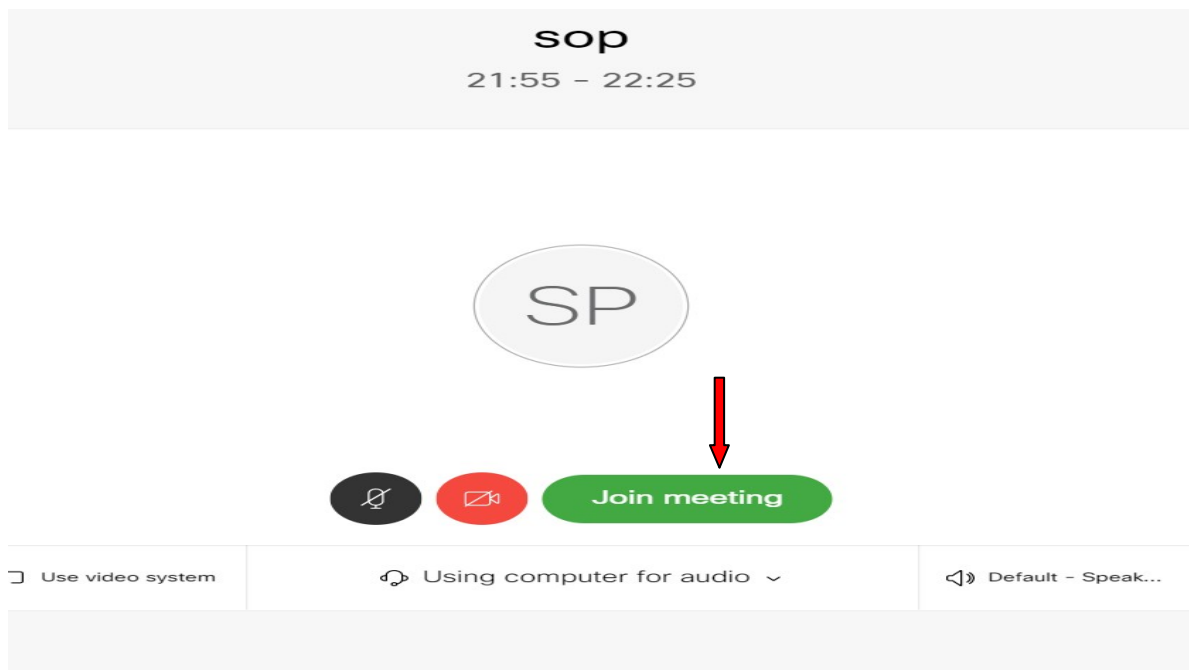 sop
21:55 - 22:25
SP
Join meeting
Use video system
Using computer for audio
Default - Speak...